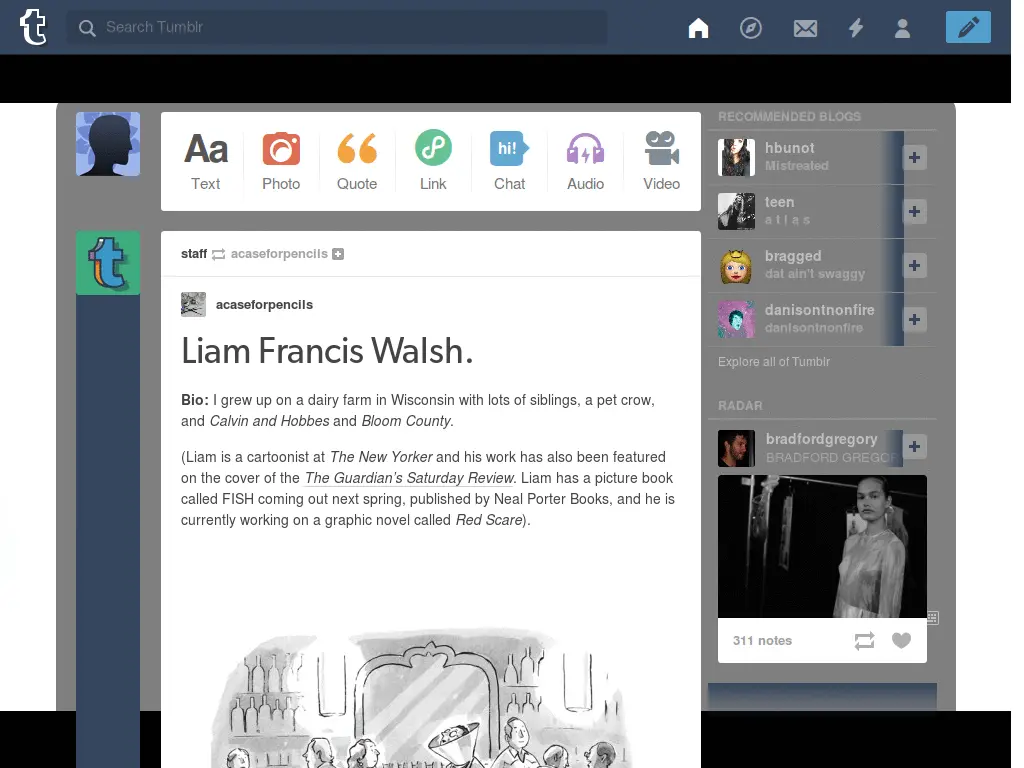 t
Search Tumblr
Aa
hi!
Text
Photo
Quote
Link
Chat
Audio
Video
t
staff acaseforpencils
acaseforpencils
Liam Francis Walsh.
Bio: I grew up on a dairy farm in Wisconsin with lots of siblings, a pet crow,
and Calvin and Hobbes and Bloom County.
(Liam is a cartoonist at The New Yorker and his work has also been featured
on the cover of the The Guardian’s Saturday Review. Liam has a picture book
called FISH coming out next spring, published by Neal Porter Books, and he is
currently working on a graphic novel called Red Scare).
RECOMMENDED BLOGS
hbunot
Mistreated
teen
a t l a s
bragged
dat ain't swaggy
danisontnonfire
danisontnonfire
Explore all of Tumblr
RADAR
bradfordgregory
BRADFORD GREGOR
311 notes